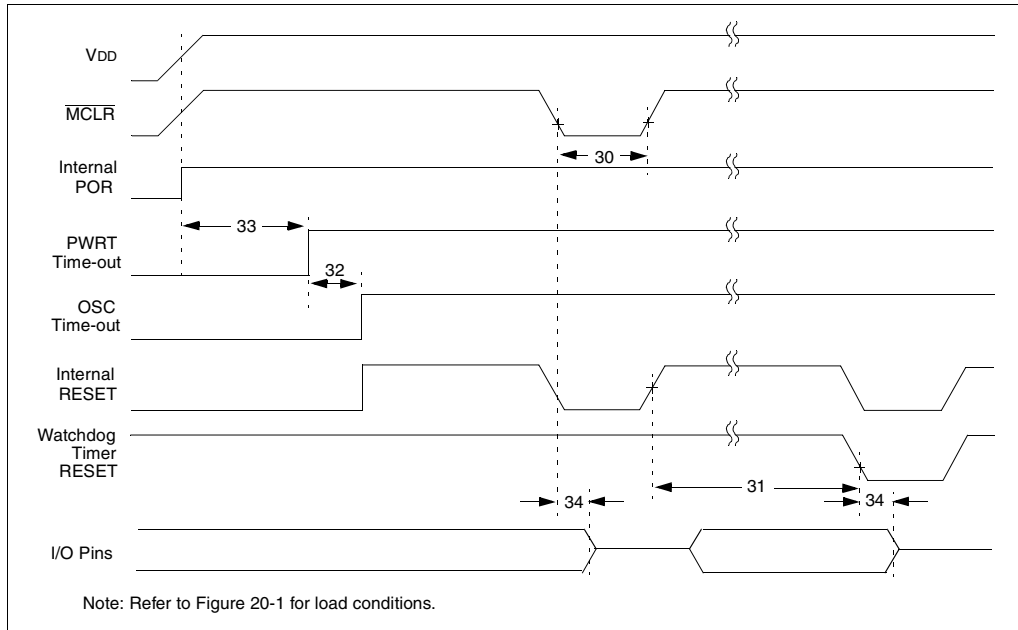 VDD
MCLR
30
Internal
POR
33
PWRT
Time-out
32
OSC
Time-out
Internal
RESET
Watchdog
Timer
RESET
31
34
34
I/O Pins
Note: Refer to Figure 20-1 for load conditions.